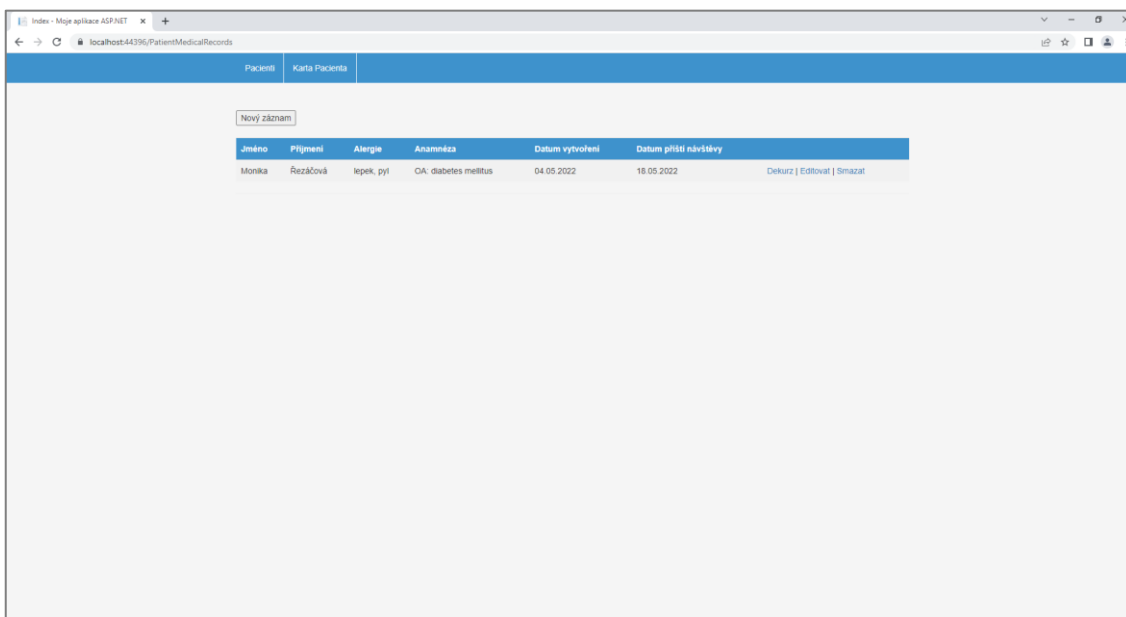 Index - Moje aplikace ASP.NET
localhost:44396/PatientMedicalRecords
Pacienti Karta Pacienta
Nový záznam
Jméno Příjmení Alergie Anamnéza Datum vytvoření Datum příští návštěvy
Monika Řezáčová lepek, pyl OA: diabetes mellitus 04.05.2022 18.05.2022 Dekurz | Editovat | Smazat